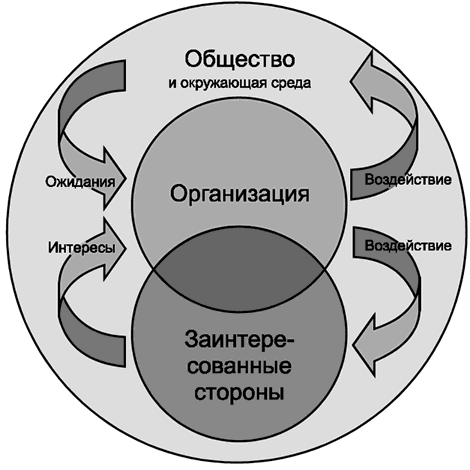 Общество
и окружающая среда
Ожидания
Воздействие
Организация
Интересы
Воздействие
Заинтере-
сованные
стороны